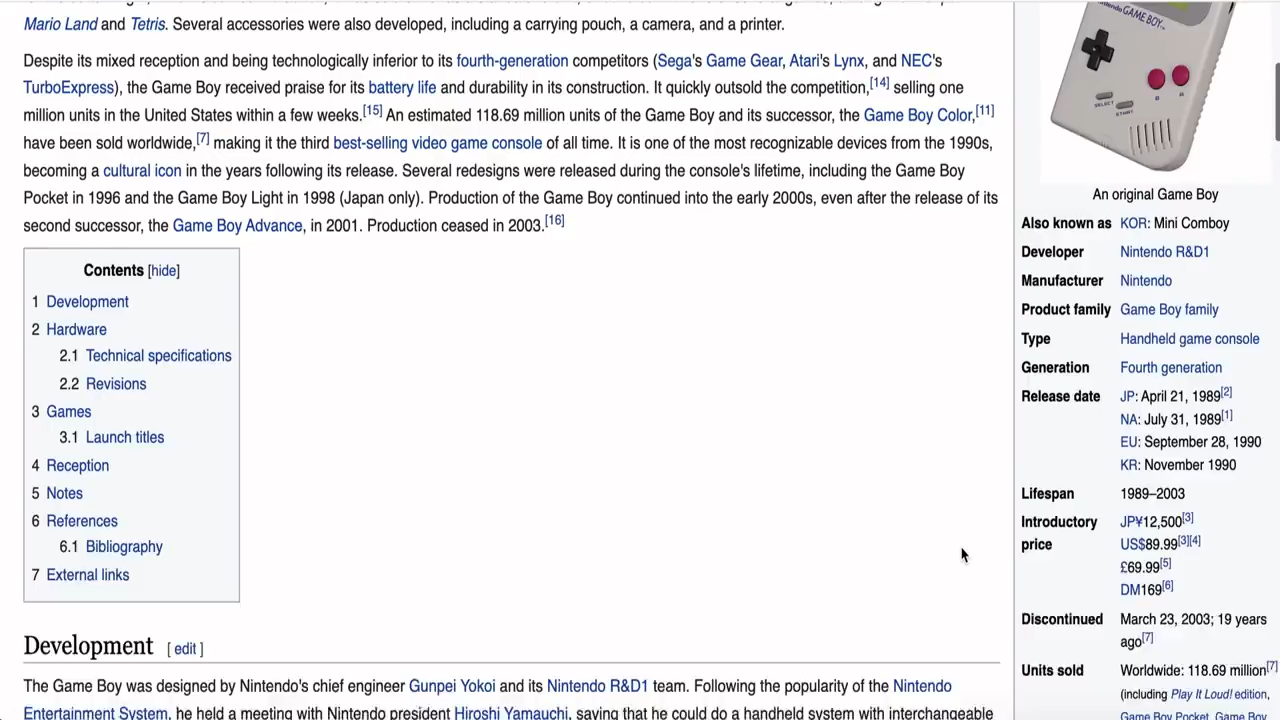 Mario Land and Tetris. Several accessories were also developed, including a carrying pouch, a camera, and a printer.
Despite its mixed reception and being technologically inferior to its fourth-generation competitors (Sega's Game Gear, Atari's Lynx, and NEC's
TurboExpress), the Game Boy received praise for its battery life and durability in its construction. It quickly outsold the competition,[14] selling one
million units in the United States within a few weeks.[15] An estimated 118.69 million units of the Game Boy and its successor, the Game Boy Color,[11]
have been sold worldwide,[7] making it the third best-selling video game console of all time. It is one of the most recognizable devices from the 1990s,
becoming a cultural icon in the years following its release. Several redesigns were released during the console's lifetime, including the Game Boy
Pocket in 1996 and the Game Boy Light in 1998 (Japan only). Production of the Game Boy continued into the early 2000s, even after the release of its
second successor, the Game Boy Advance, in 2001. Production ceased in 2003.[16]
Contents [hide]
1 Development
2 Hardware
2.1 Technical specifications
2.2 Revisions
3 Games
3.1 Launch titles
4 Reception
5 Notes
6 References
6.1 Bibliography
7 External links
Development [ edit ]
The Game Boy was designed by Nintendo's chief engineer Gunpei Yokoi and its Nintendo R&D1 team. Following the popularity of the Nintendo
Entertainment System, he held a meeting with Nintendo president Hiroshi Yamauchi, saying that he could do a handheld system with interchangeable
Nintendo GAME BOY
SELECT START B A
An original Game Boy
Also known as KOR: Mini Comboy
Developer Nintendo R&D1
Manufacturer Nintendo
Product family Game Boy family
Type Handheld game console
Generation Fourth generation
Release date JP: April 21, 1989[2]
NA: July 31, 1989[1]
EU: September 28, 1990
KR: November 1990
Lifespan 1989–2003
Introductory price JP¥12,500[3]
US$89.99[3][4]
£69.99[5]
DM169[6]
Discontinued March 23, 2003; 19 years
ago[7]
Units sold Worldwide: 118.69 million[7]
(including Play It Loud! edition,
Game Boy Pocket, Game Boy